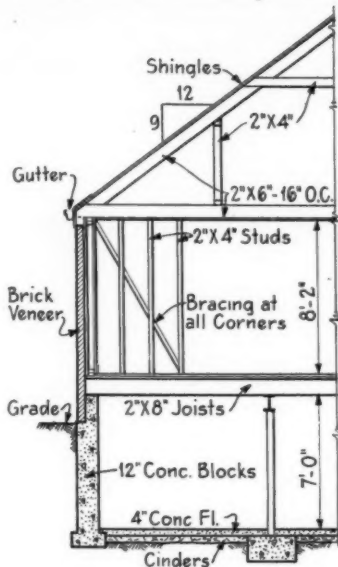 Shingles
12
9
2"X4"
Gutter
2"X6"-16" O.C.
2"X4" Studs
Brick
Veneer
Bracing at
all Corners
8'-2"
Grade
2"X8" Joists
12" Conc. Blocks
7'-0"
4" Conc Fl.
Cinders